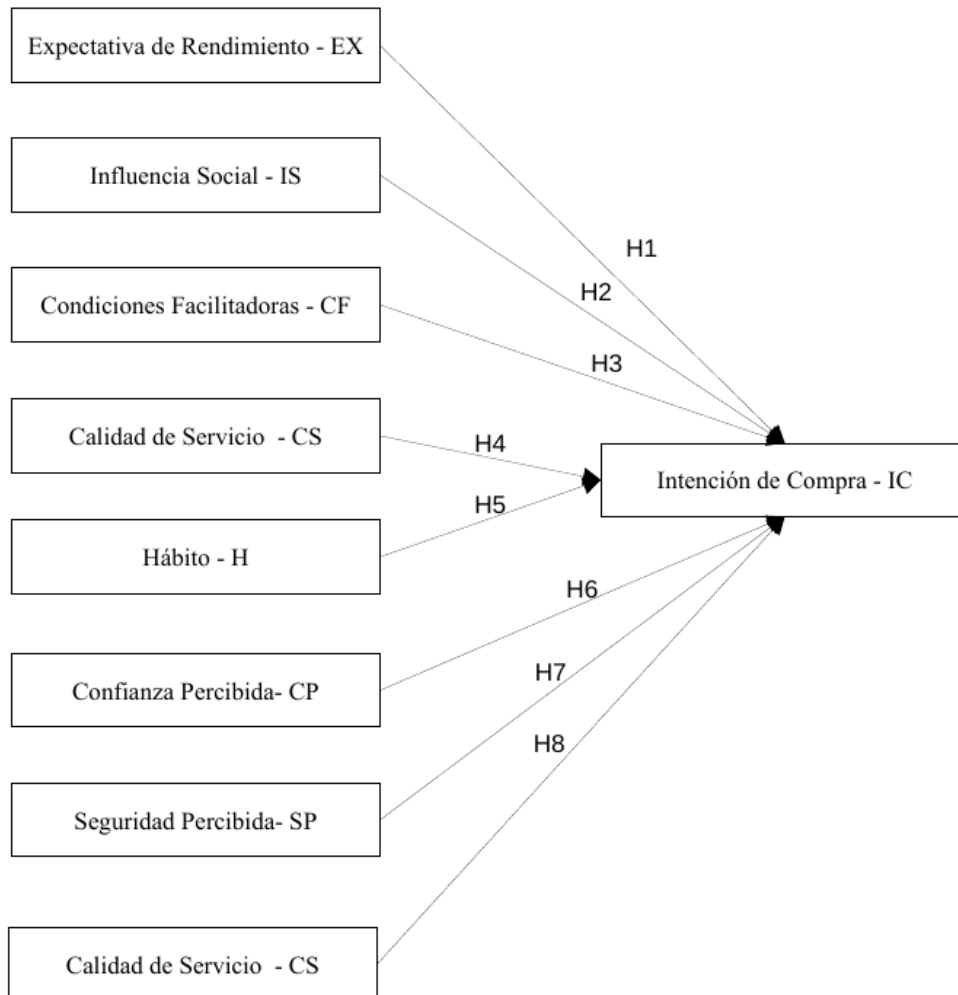 Expectativa de Rendimiento - EX
Influencia Social - IS
H1
H2
Condiciones Facilitadoras - CF
H3
Calidad de Servicio  - CS
H4
Intención de Compra - IC
H5
Hábito - H
H6
Confianza Percibida- CP
H7
H8
Seguridad Percibida- SP
Calidad de Servicio  - CS